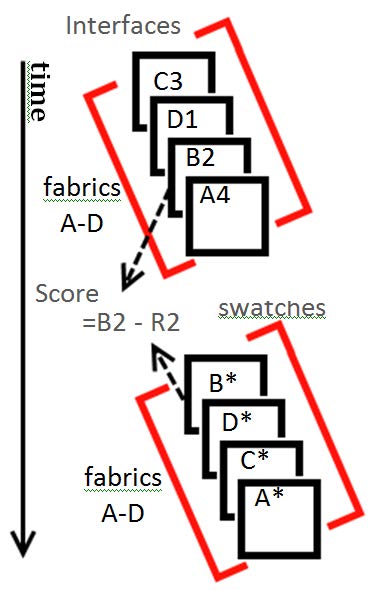 Interfaces
time
C3
D1
B2
A4
fabrics
A-D
Score
=B2 - R2
swatches
B*
D*
C*
A*
fabrics
A-D